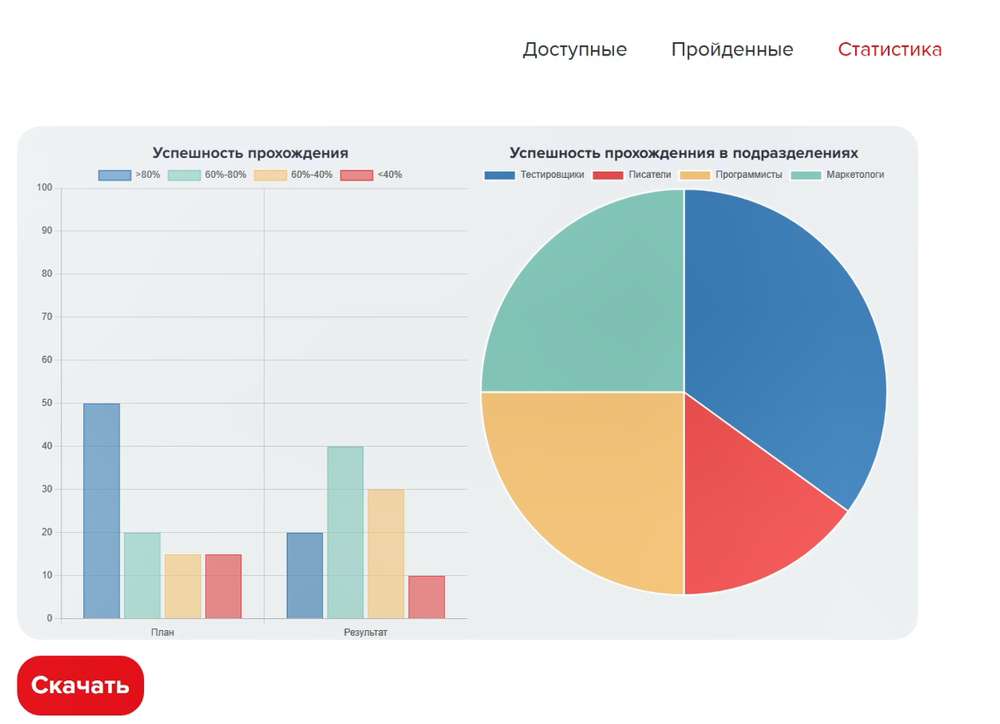 Доступные Пройденные Статистика
Успешность прохождения
>80% 60%-80% 60%-40% <40%
100
90
80
70
60
50
40
30
20
10
0
План Результат
Успешность прохожденния в подразделениях
Тестировщики Писатели Программисты Маркетологи
Скачать